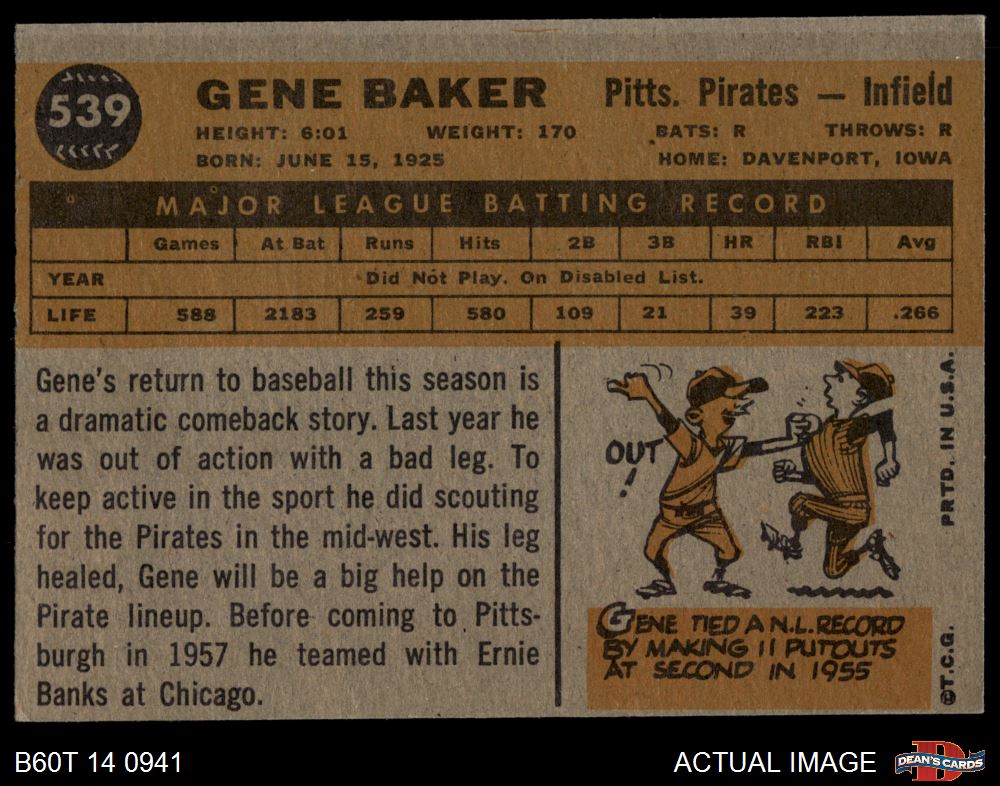 539
GENE BAKER Pitts. Pirates — Infield
HEIGHT: 6:01 WEIGHT: 170 BATS: R THROWS: R
BORN: JUNE 15, 1925 HOME: DAVENPORT, IOWA
MAJOR LEAGUE BATTING RECORD
Games At Bat Runs Hits 2B 3B HR RBI Avg
YEAR Did Not Play. On Disabled List.
LIFE 588 2183 259 580 109 21 39 223 .266
Gene's return to baseball this season is
a dramatic comeback story. Last year he
was out of action with a bad leg. To
keep active in the sport he did scouting
for the Pirates in the mid-west. His leg
healed, Gene will be a big help on the
Pirate lineup. Before coming to Pitts-
burgh in 1957 he teamed with Ernie
Banks at Chicago.
OUT
!
GENE TIED A N.L. RECORD
BY MAKING 11 PUTOUTS
AT SECOND IN 1955
©T.C.G. PRTD. IN U.S.A.
B60T 14 0941
ACTUAL IMAGE
D
DEAN'S CARDS